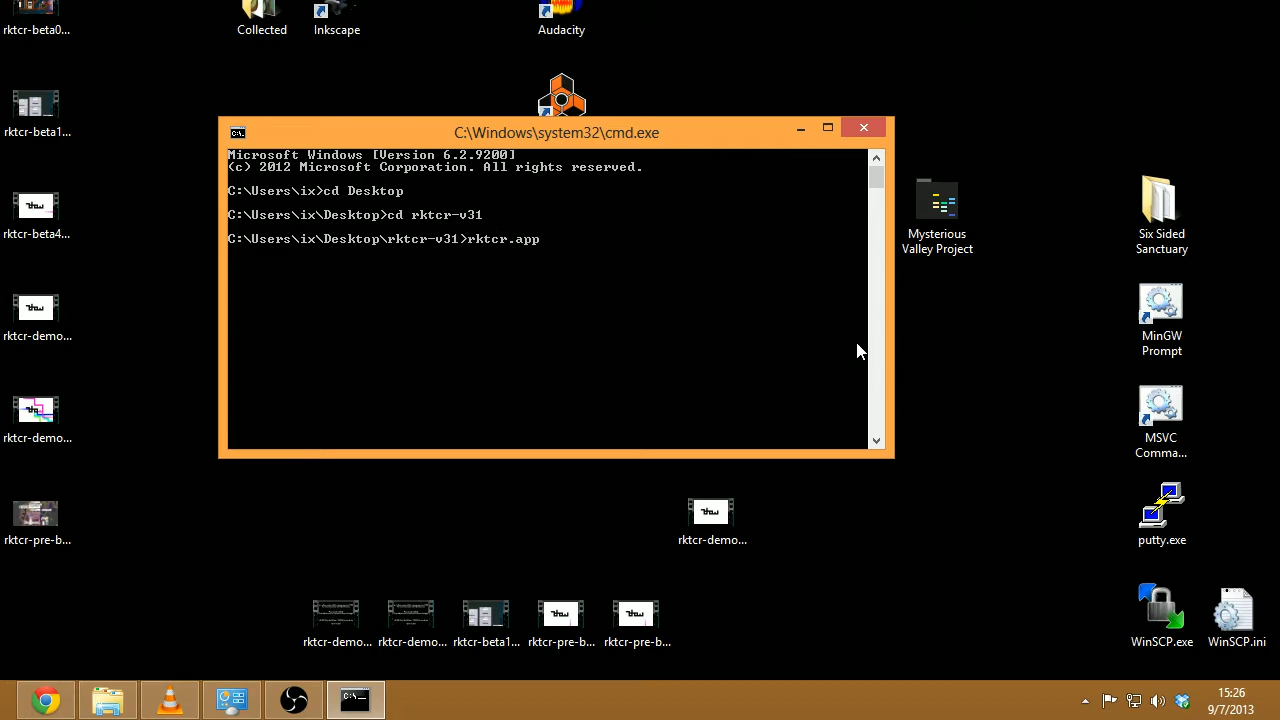 rktcr-beta0...
Collected
Inkscape
Audacity
rktcr-beta1...
C:\Windows\system32\cmd.exe
C:\.
Microsoft Windows [Version 6.2.9200]
(c) 2012 Microsoft Corporation. All rights reserved.
C:\Users\ix>cd Desktop
C:\Users\ix\Desktop>cd rktcr-v31
C:\Users\ix\Desktop\rktcr-v31>rktcr.app
rktcr-beta4...
Mysterious
Valley Project
Six Sided
Sanctuary
rktcr-demo...
MinGW
Prompt
rktcr-demo...
MSVC
Comma...
rktcr-pre-b...
rktcr-demo...
putty.exe
rktcr-demo...
rktcr-demo...
rktcr-beta1...
rktcr-pre-b...
rktcr-pre-b...
WinSCP.exe
WinSCP.ini
15:26
9/7/2013